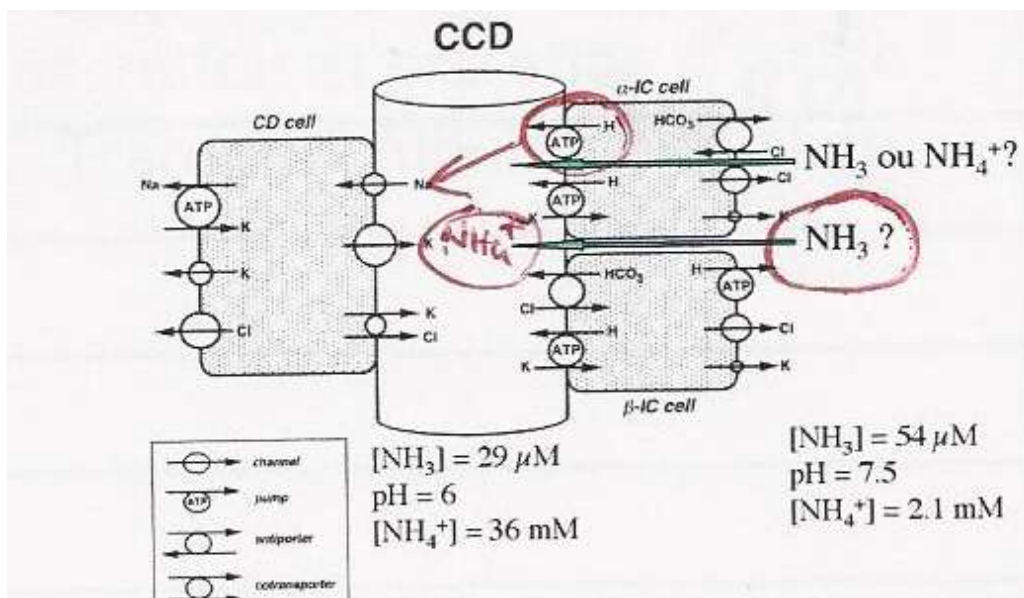 CCD
α-IC cell
CD cell
HCO₃
H
ATP
Cl
NH₃ ou NH₄⁺?
Na
Na
H
Cl
ATP
K
ATP
K
K
K
NH₃ ?
NH₄⁺
K
HCO₃
H
ATP
Cl
Cl
K
Cl
H
Cl
ATP
K
K
β-IC cell
[NH₃] = 29 µM
pH = 6
[NH₄⁺] = 36 mM
[NH₃] = 54 µM
pH = 7.5
[NH₄⁺] = 2.1 mM
channel
ATP
pump
antiporter
cotransporter